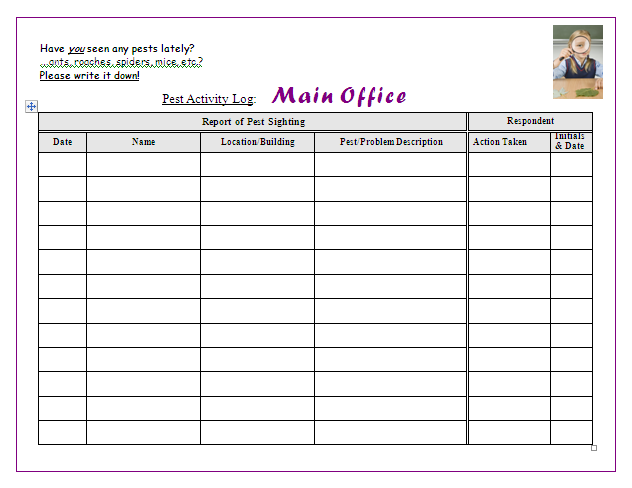 Have you seen any pests lately?
...ants, roaches, spiders, mice, etc.?
Please write it down!
Pest Activity Log: Main Office
Report of Pest Sighting Respondent
Date Name Location/Building Pest/Problem Description Action Taken Initials & Date